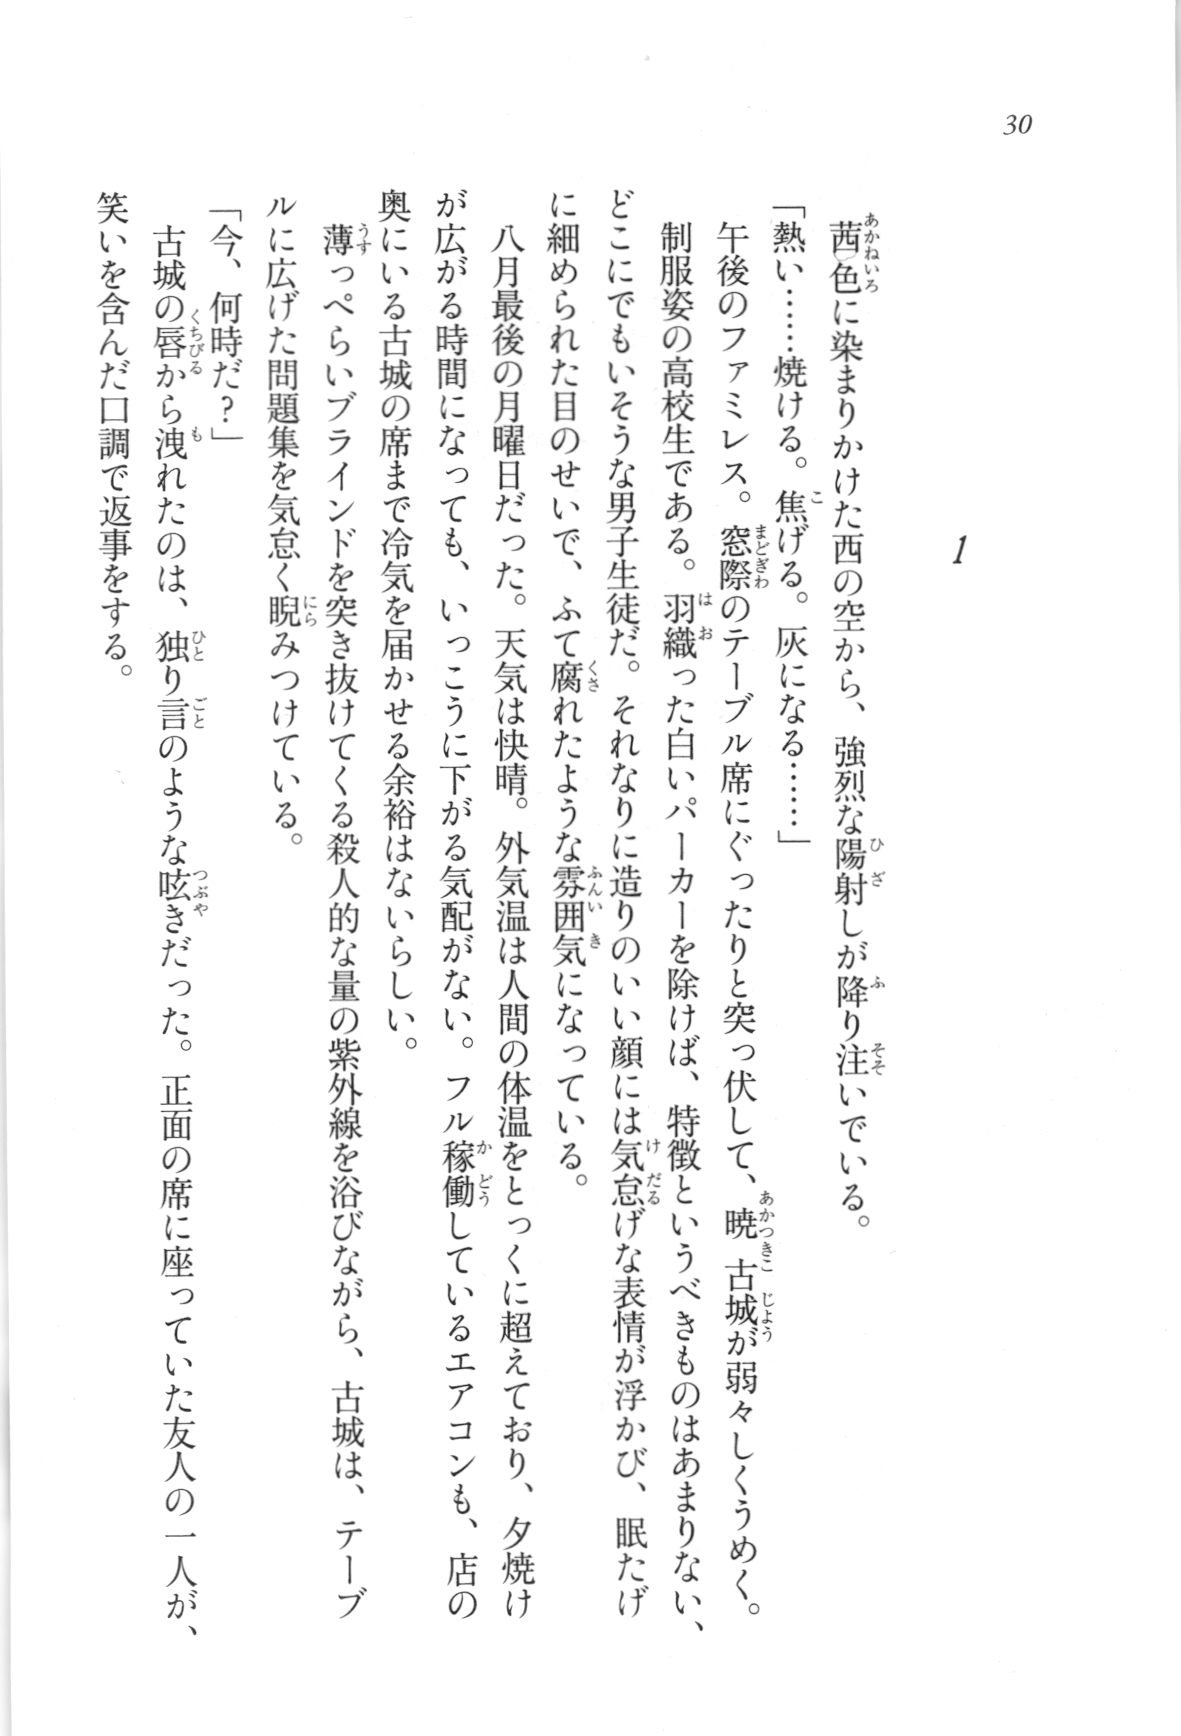 30
1
茜色に染まりかけた西の空から、強烈な陽射しが降り注いでいる。
「熱い……焼ける。焦げる。灰になる……」
午後のファミレス。窓際のテーブル席にぐったりと突っ伏して、暁古城が弱々しくうめく。
制服姿の高校生である。羽織った白いパーカーを除けば、特徴というべきものはあまりない、
どこにでもいそうな男子生徒だ。それなりに造りのいい顔には気怠げな表情が浮かび、眠たげ
に細められた目のせいで、ふて腐れたような雰囲気になっている。
八月最後の月曜日だった。天気は快晴。外気温は人間の体温をとっくに超えており、夕焼け
が広がる時間になっても、いっこうに下がる気配がない。フル稼働しているエアコンも、店の
奥にいる古城の席まで冷気を届かせる余裕はないらしい。
薄っぺらいブラインドを突き抜けてくる殺人的な量の紫外線を浴びながら、古城は、テーブ
ルに広げた問題集を気怠く睨みつけている。
「今、何時だ？」
古城の唇から洩れたのは、独り言のような呟きだった。正面の席に座っていた友人の一人が、
笑いを含んだ口調で返事をする。